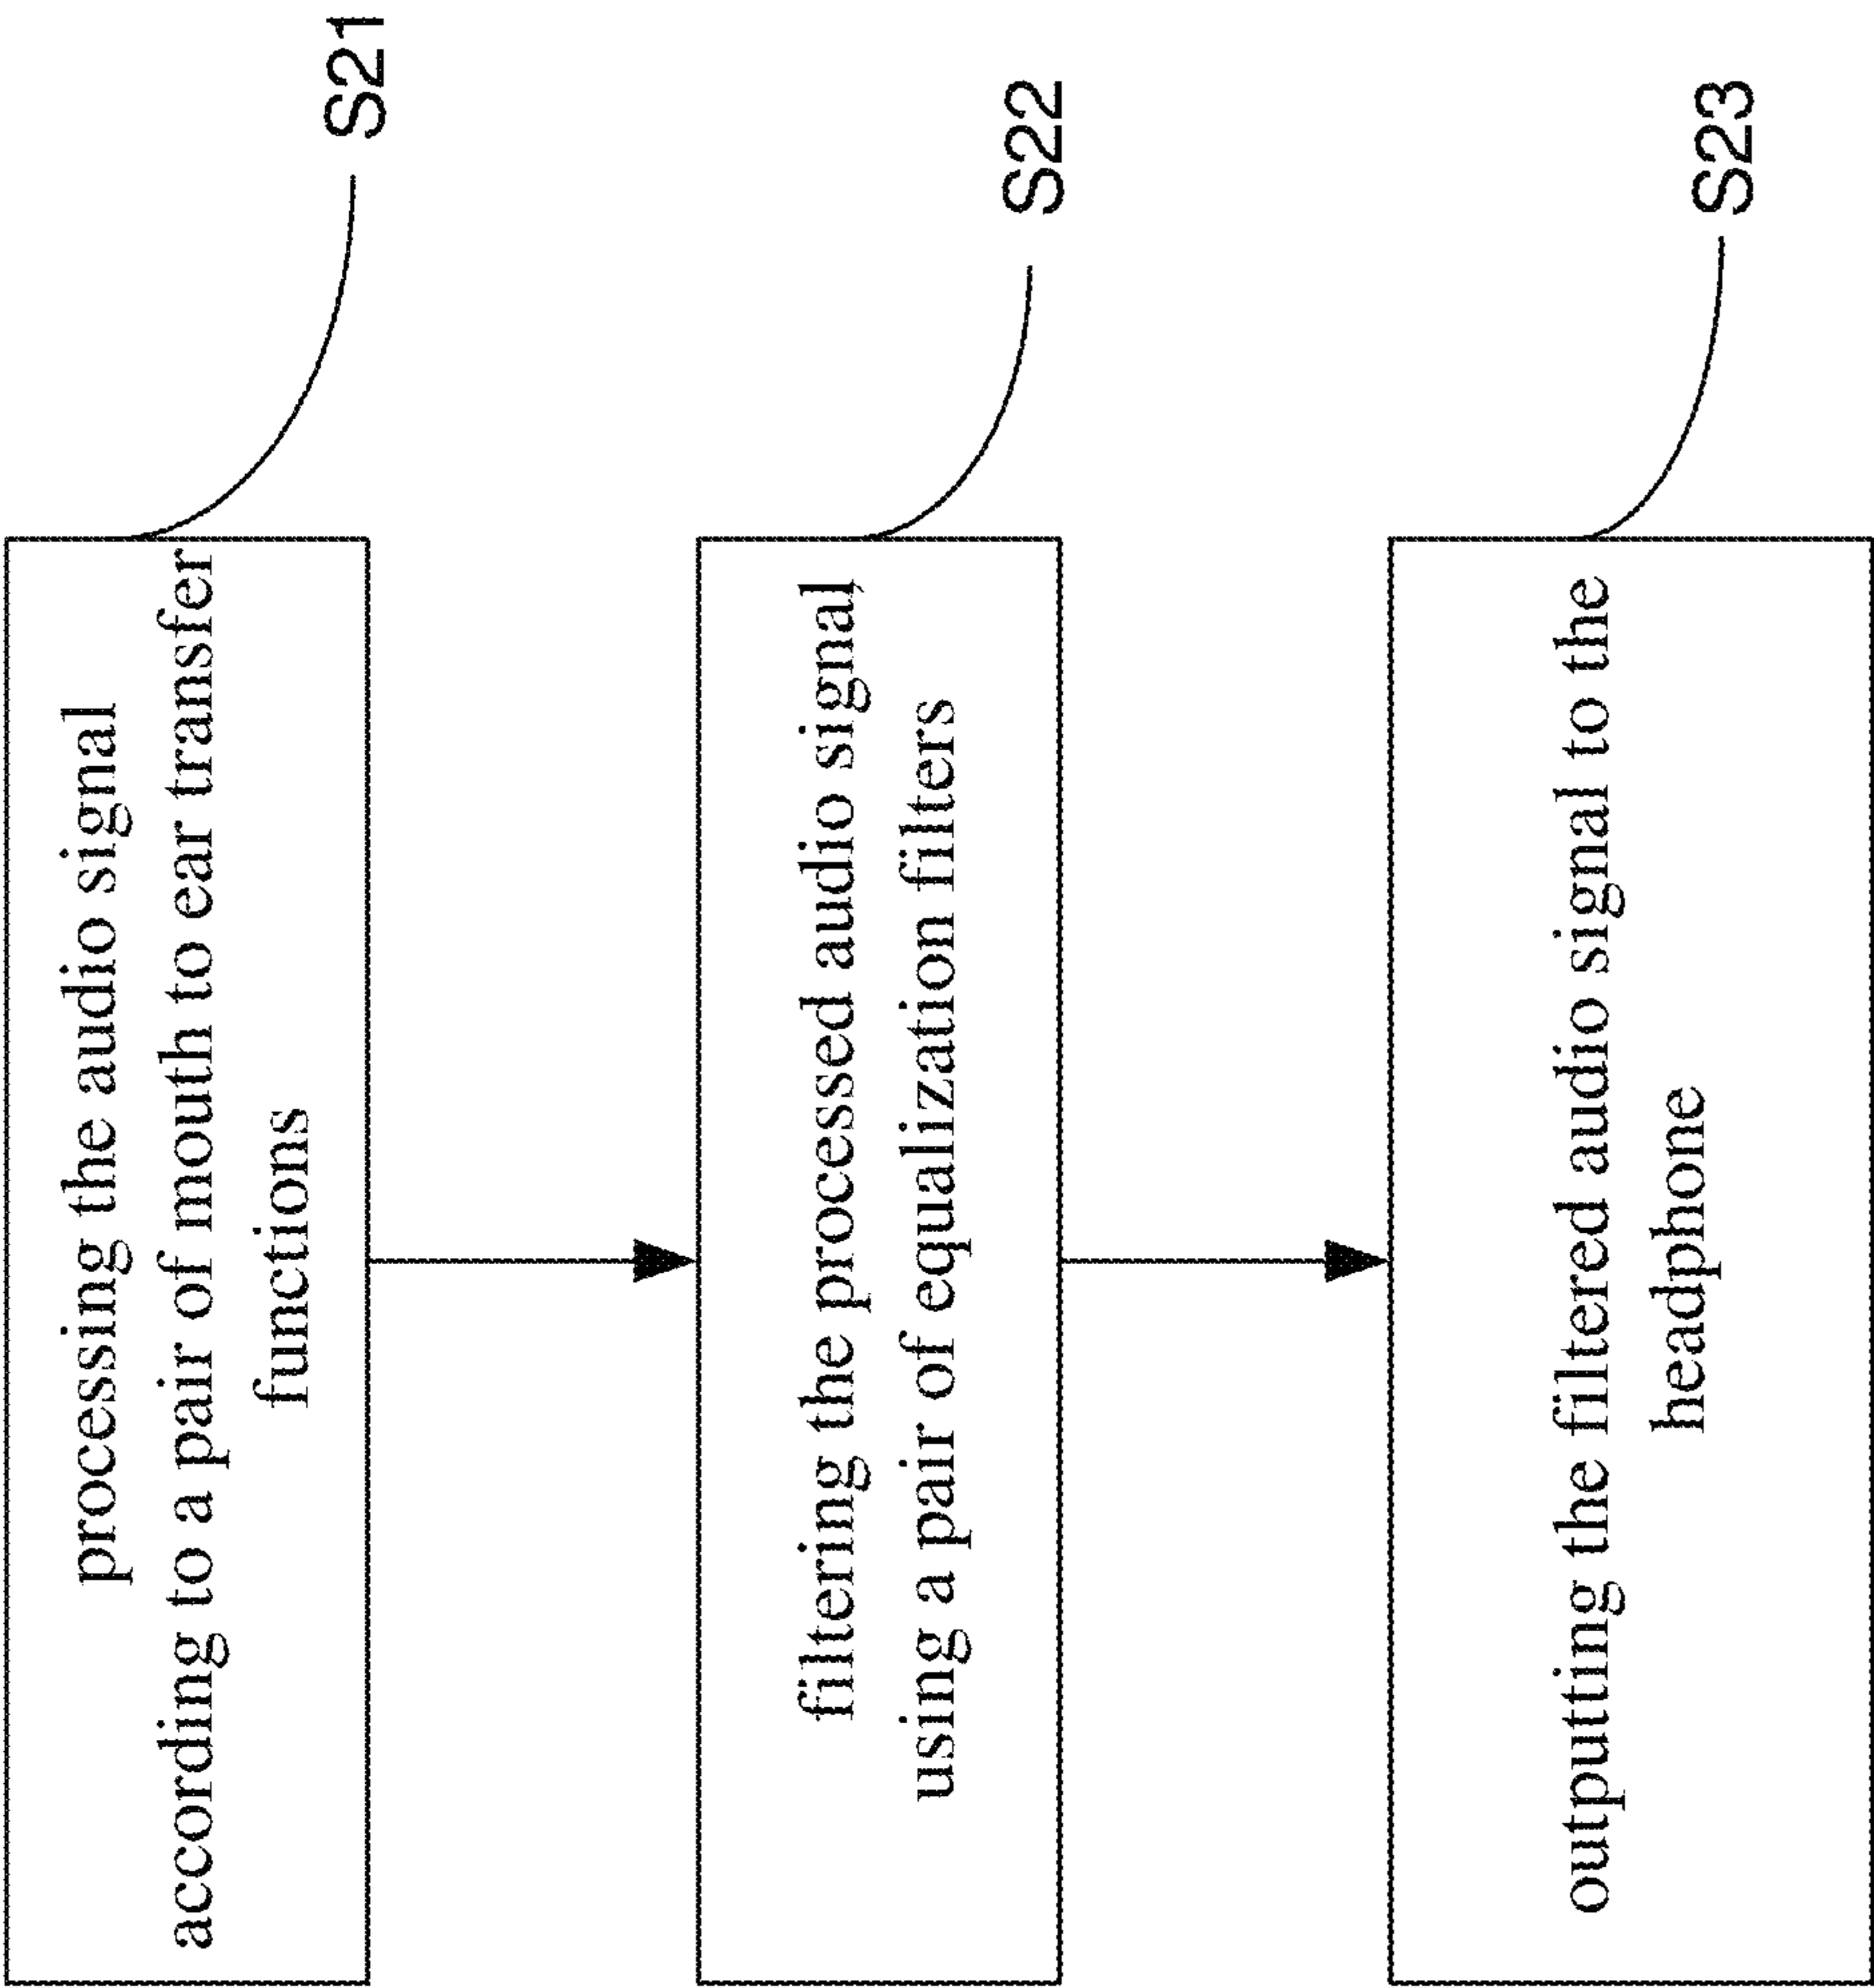 processing the audio signal
according to a pair of mouth to ear transfer
functions
S21
filtering the processed audio signal,
using a pair of equalization filters
S22
outputting the filtered audio signal to the
headphone
S23